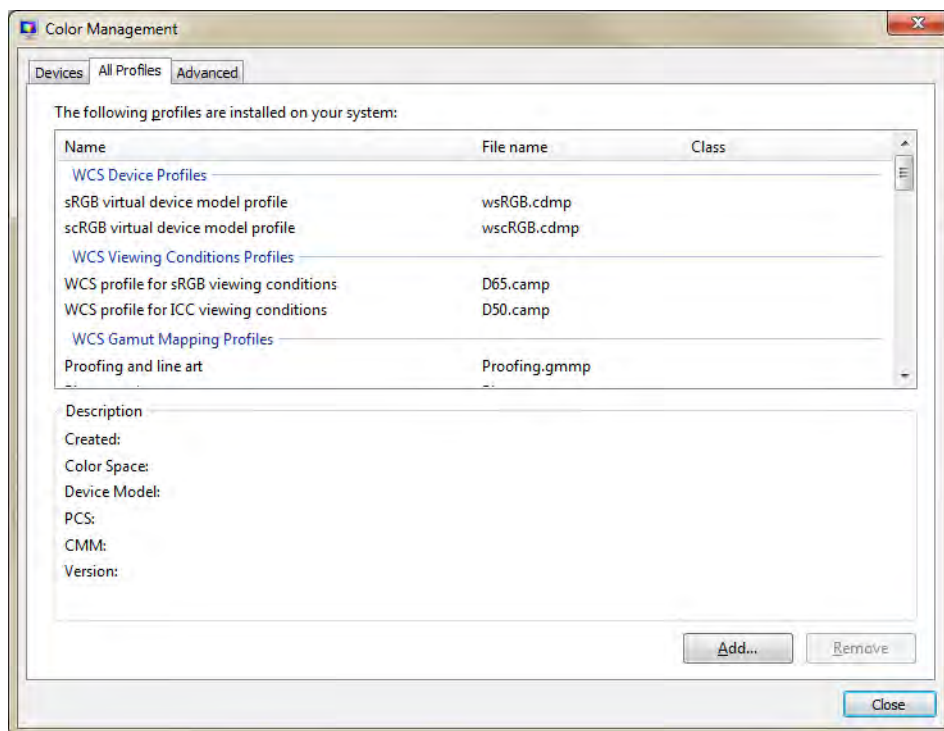 Color Management
Devices All Profiles Advanced
The following profiles are installed on your system:
Name File name Class
WCS Device Profiles
sRGB virtual device model profile wsRGB.cdmp
scRGB virtual device model profile wscRGB.cdmp
WCS Viewing Conditions Profiles
WCS profile for sRGB viewing conditions D65.camp
WCS profile for ICC viewing conditions D50.camp
WCS Gamut Mapping Profiles
Proofing and line art Proofing.gmmp
Description
Created:
Color Space:
Device Model:
PCS:
CMM:
Version:
Add... Remove
Close